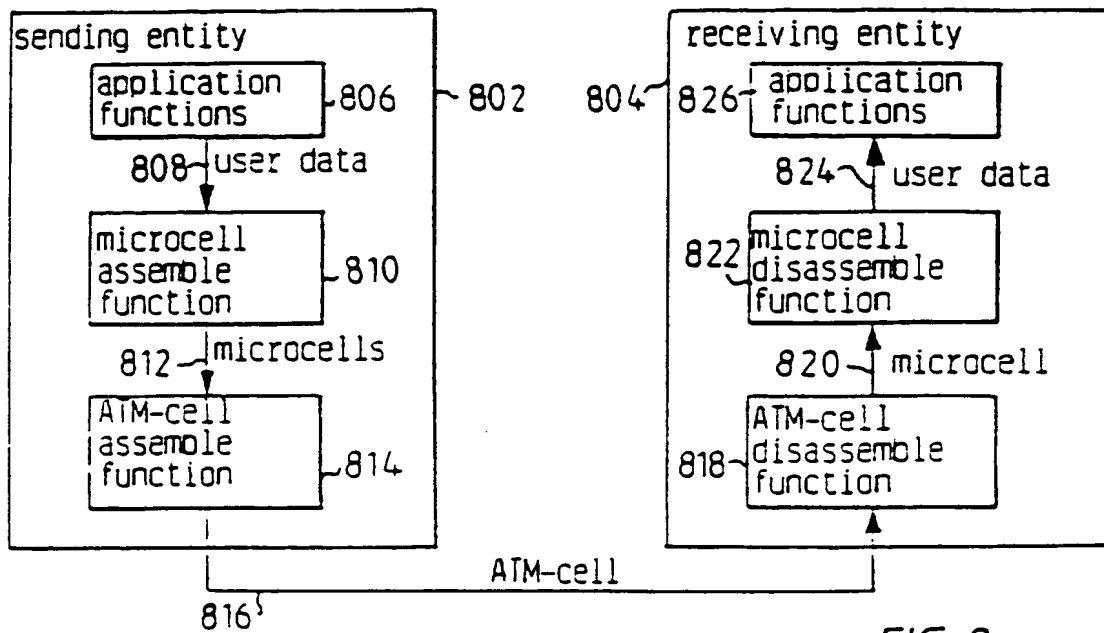 sending entity
application
functions
806
802
808
user data
microcell
assemble
function
810
812
microcells
ATM-cell
assemble
function
814
816
ATM-cell
receiving entity
804
826
application
functions
824
user data
822
microcell
disassemble
function
820
microcell
818
ATM-cell
disassemble
function